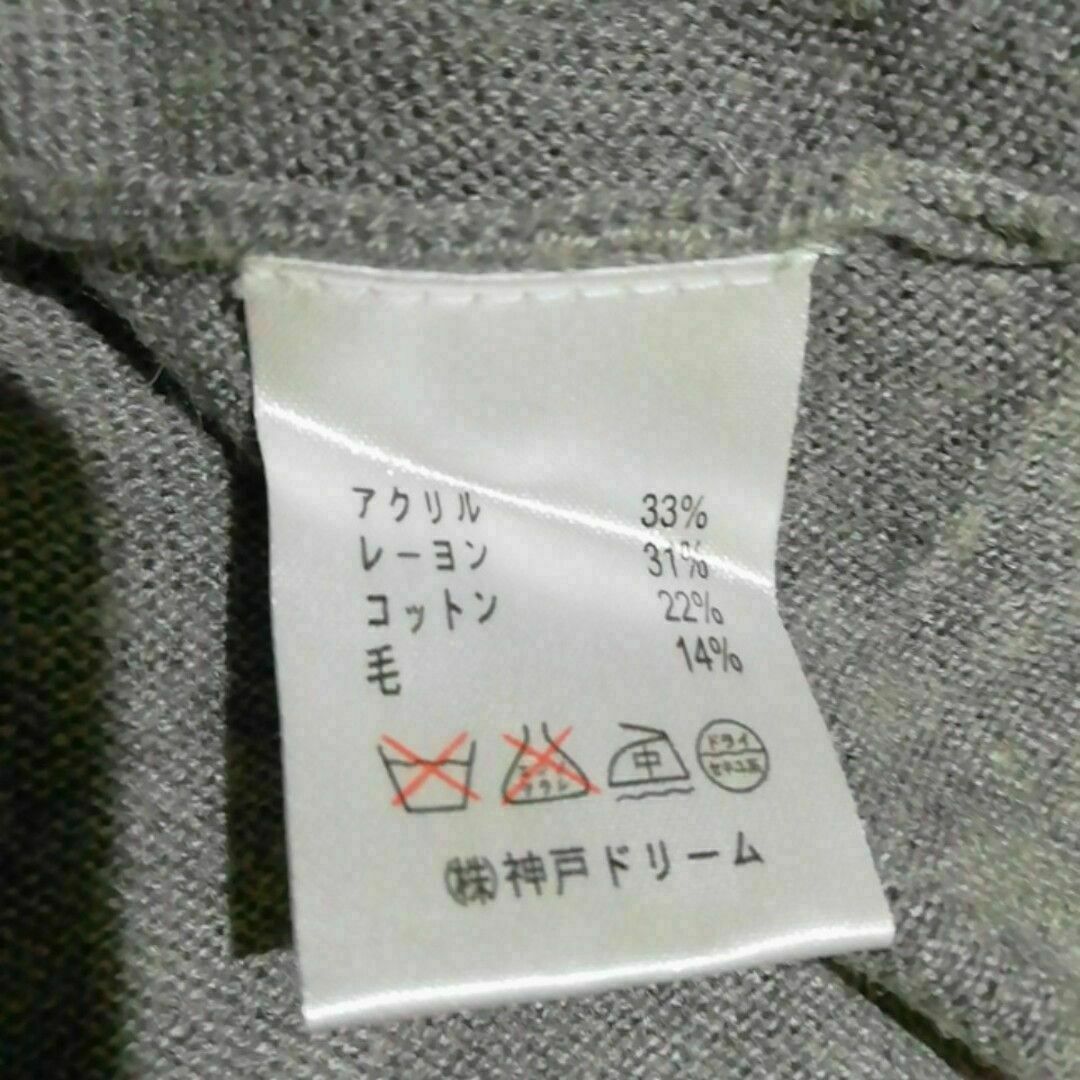 アクリル 33%
レーヨン 31%
コットン 22%
毛 14%
中 ドライ
セキユ系
㈱神戸ドリーム